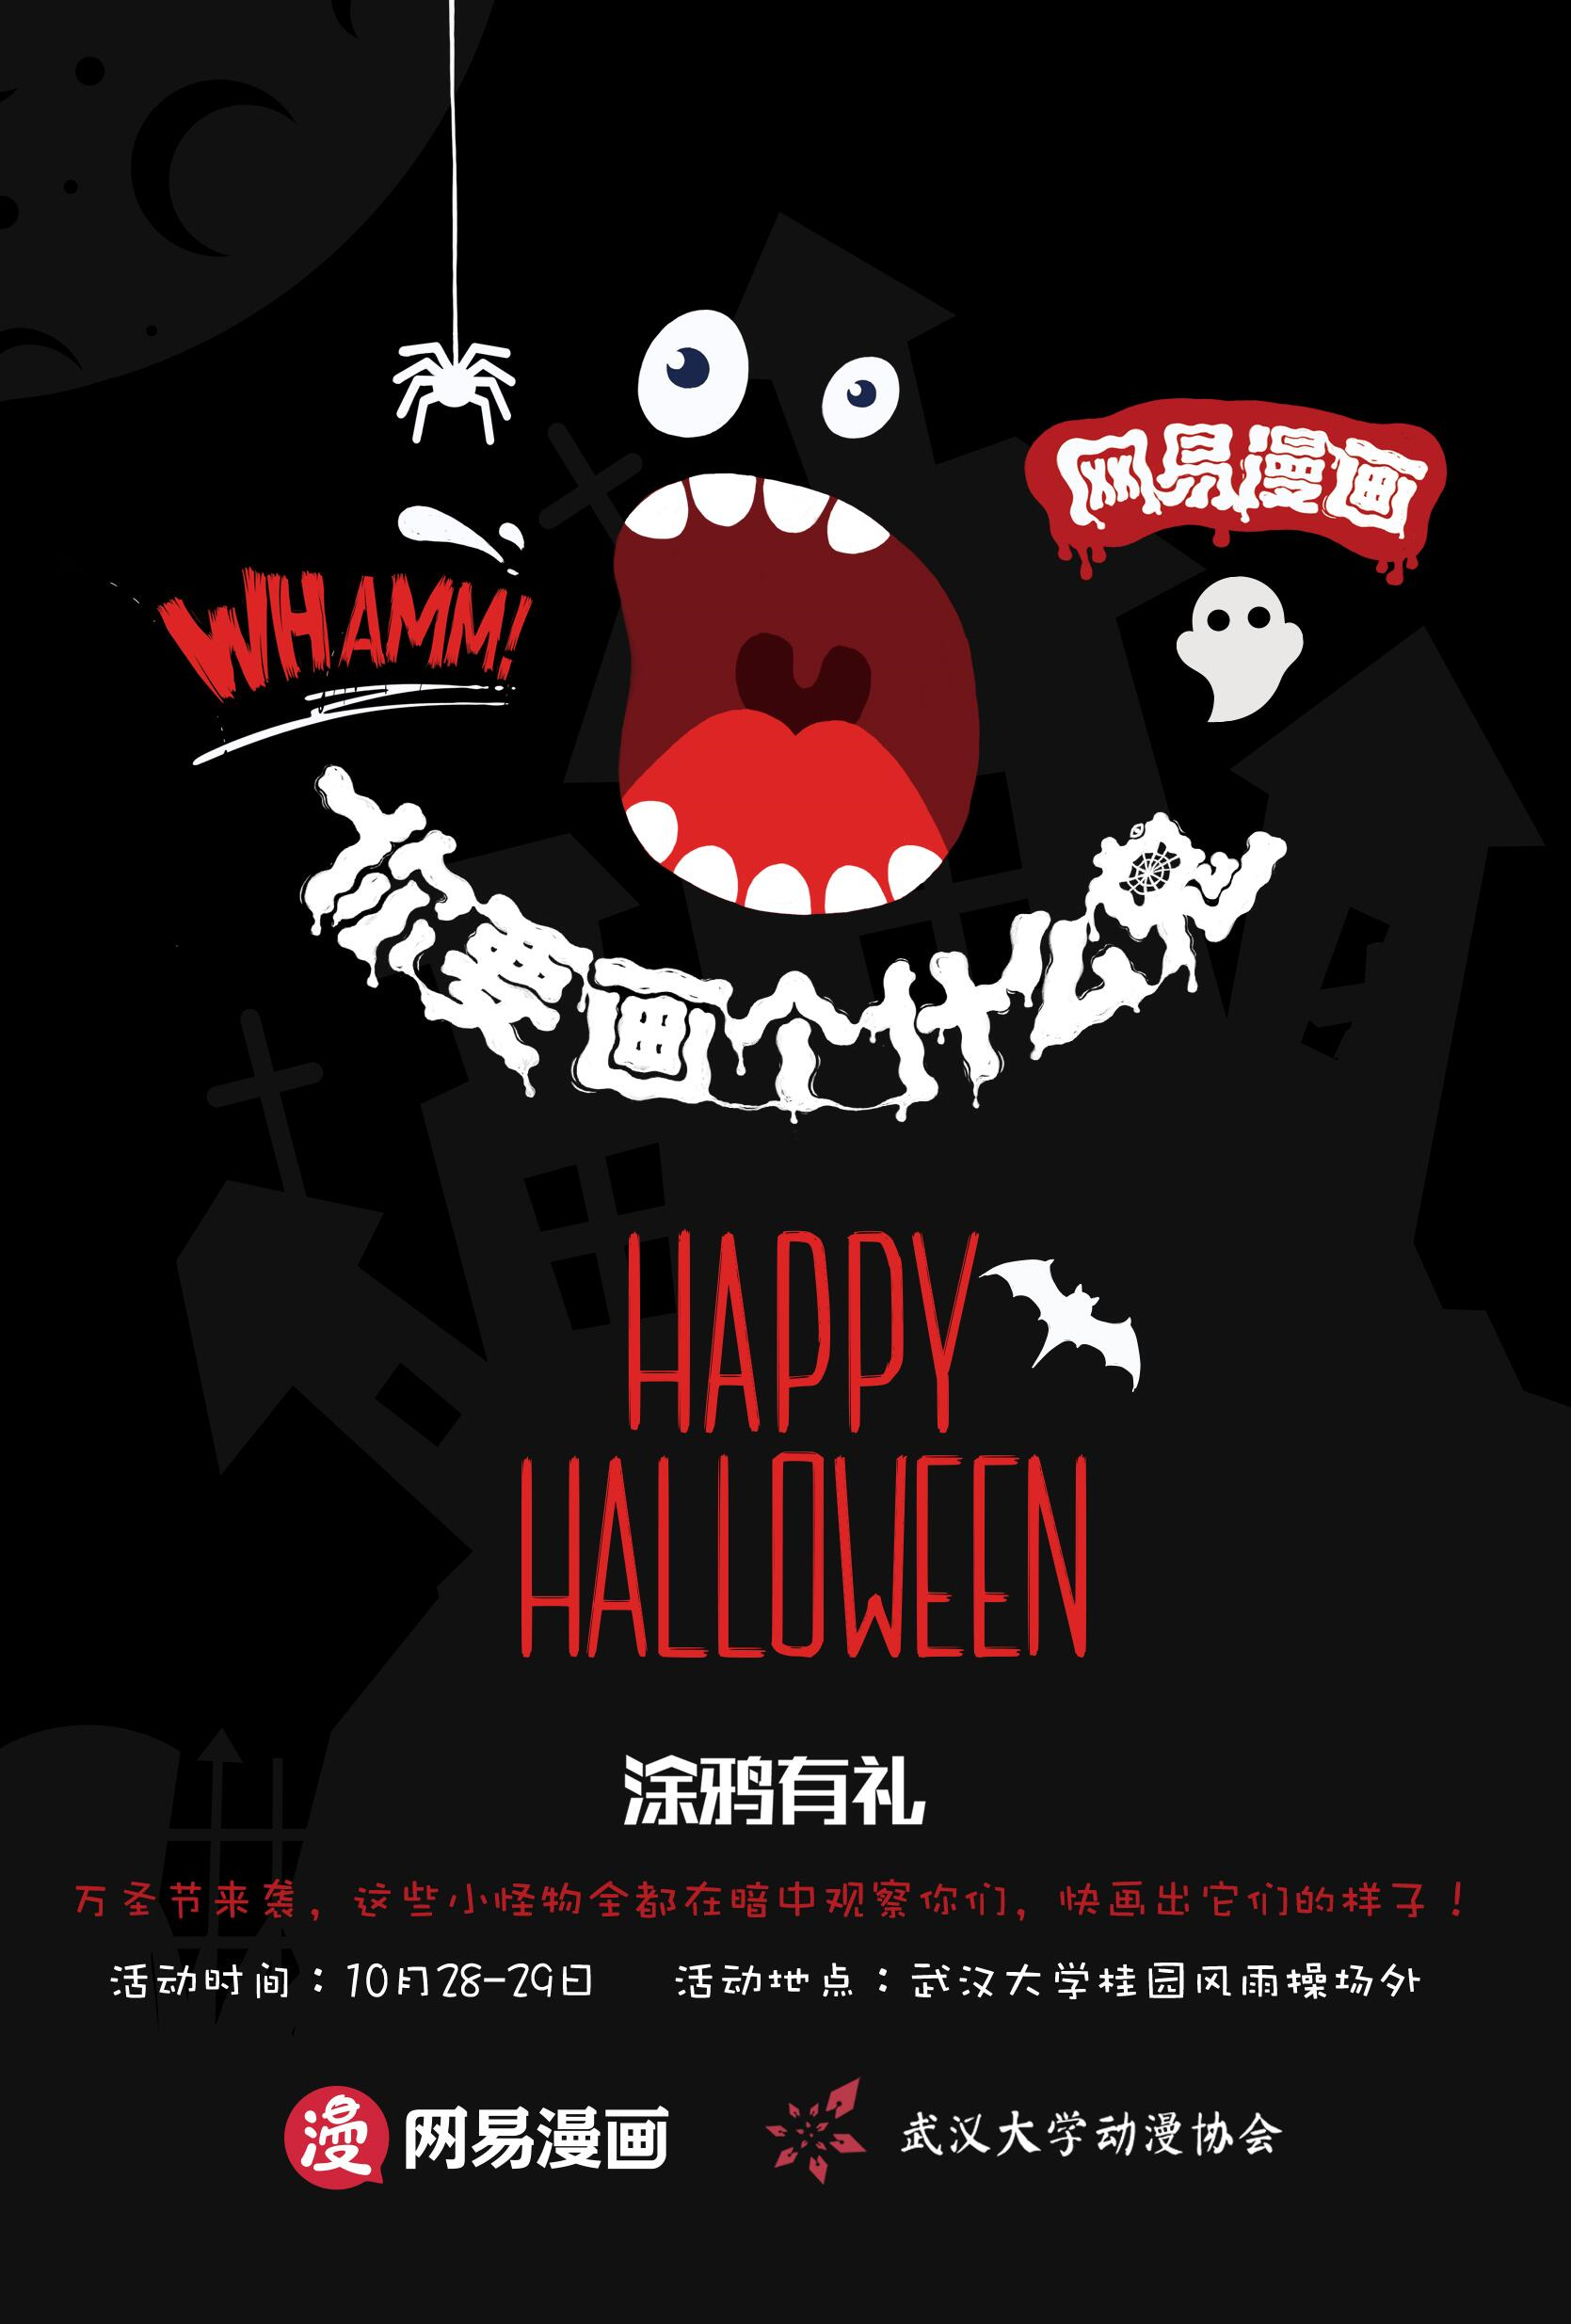 网易漫画
WHAMM!
你要画个什么鬼
HAPPY
HALLOWEEN
涂鸦有礼
万圣节来袭，这些小怪物全都在暗中观察你们，快画出它们的样子！
活动时间：10月28-29日 活动地点：武汉大学桂园风雨操场外
漫 网易漫画 武汉大学动漫协会